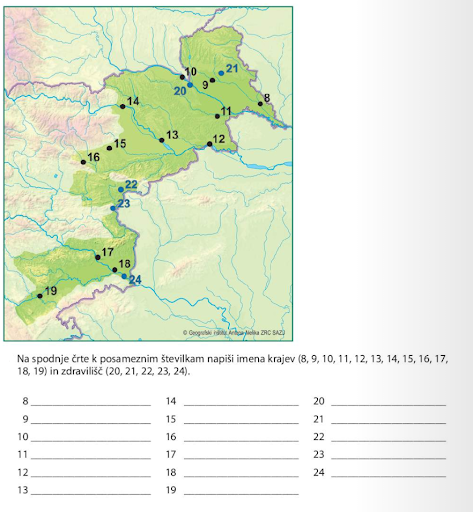 10
21
9
20
8
14
11
13
12
15
16
22
23
17
18
24
19
© Geografski inštitut Antona Melika ZRC SAZU
Na spodnje črte k posameznim številkam napiši imena krajev (8, 9, 10, 11, 12, 13, 14, 15, 16, 17,
18, 19) in zdravilišč (20, 21, 22, 23, 24).
8 14 20
9 15 21
10 16 22
11 17 23
12 18 24
13 19